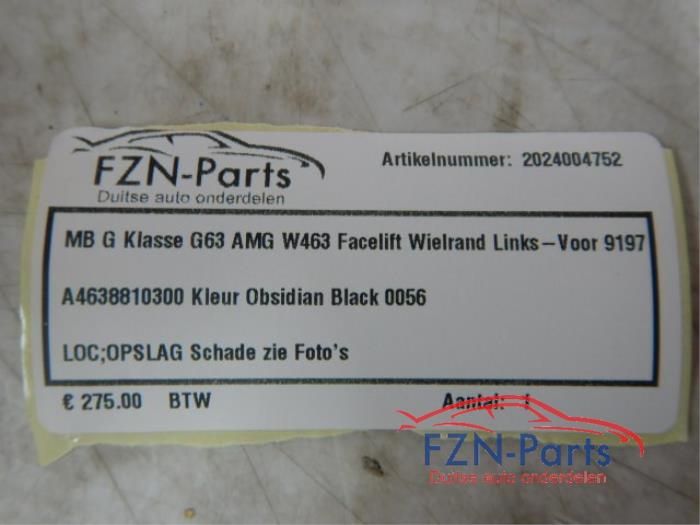 FZN-Parts
Duitse auto onderdelen
Artikelnummer: 2024004752
MB G Klasse G63 AMG W463 Facelift Wielrand Links-Voor 9197
A4638810300 Kleur Obsidian Black 0056
LOC;OPSLAG Schade zie Foto's
€ 275.00 BTW
Aantal: 1
FZN-Parts
Duitse auto onderdelen